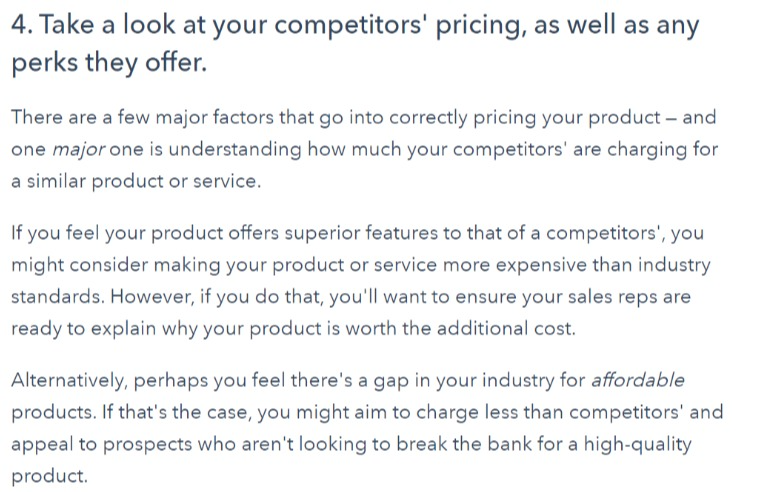 4. Take a look at your competitors' pricing, as well as any
perks they offer.
There are a few major factors that go into correctly pricing your product – and
one major one is understanding how much your competitors' are charging for
a similar product or service.
If you feel your product offers superior features to that of a competitors', you
might consider making your product or service more expensive than industry
standards. However, if you do that, you'll want to ensure your sales reps are
ready to explain why your product is worth the additional cost.
Alternatively, perhaps you feel there's a gap in your industry for affordable
products. If that's the case, you might aim to charge less than competitors' and
appeal to prospects who aren't looking to break the bank for a high-quality
product.